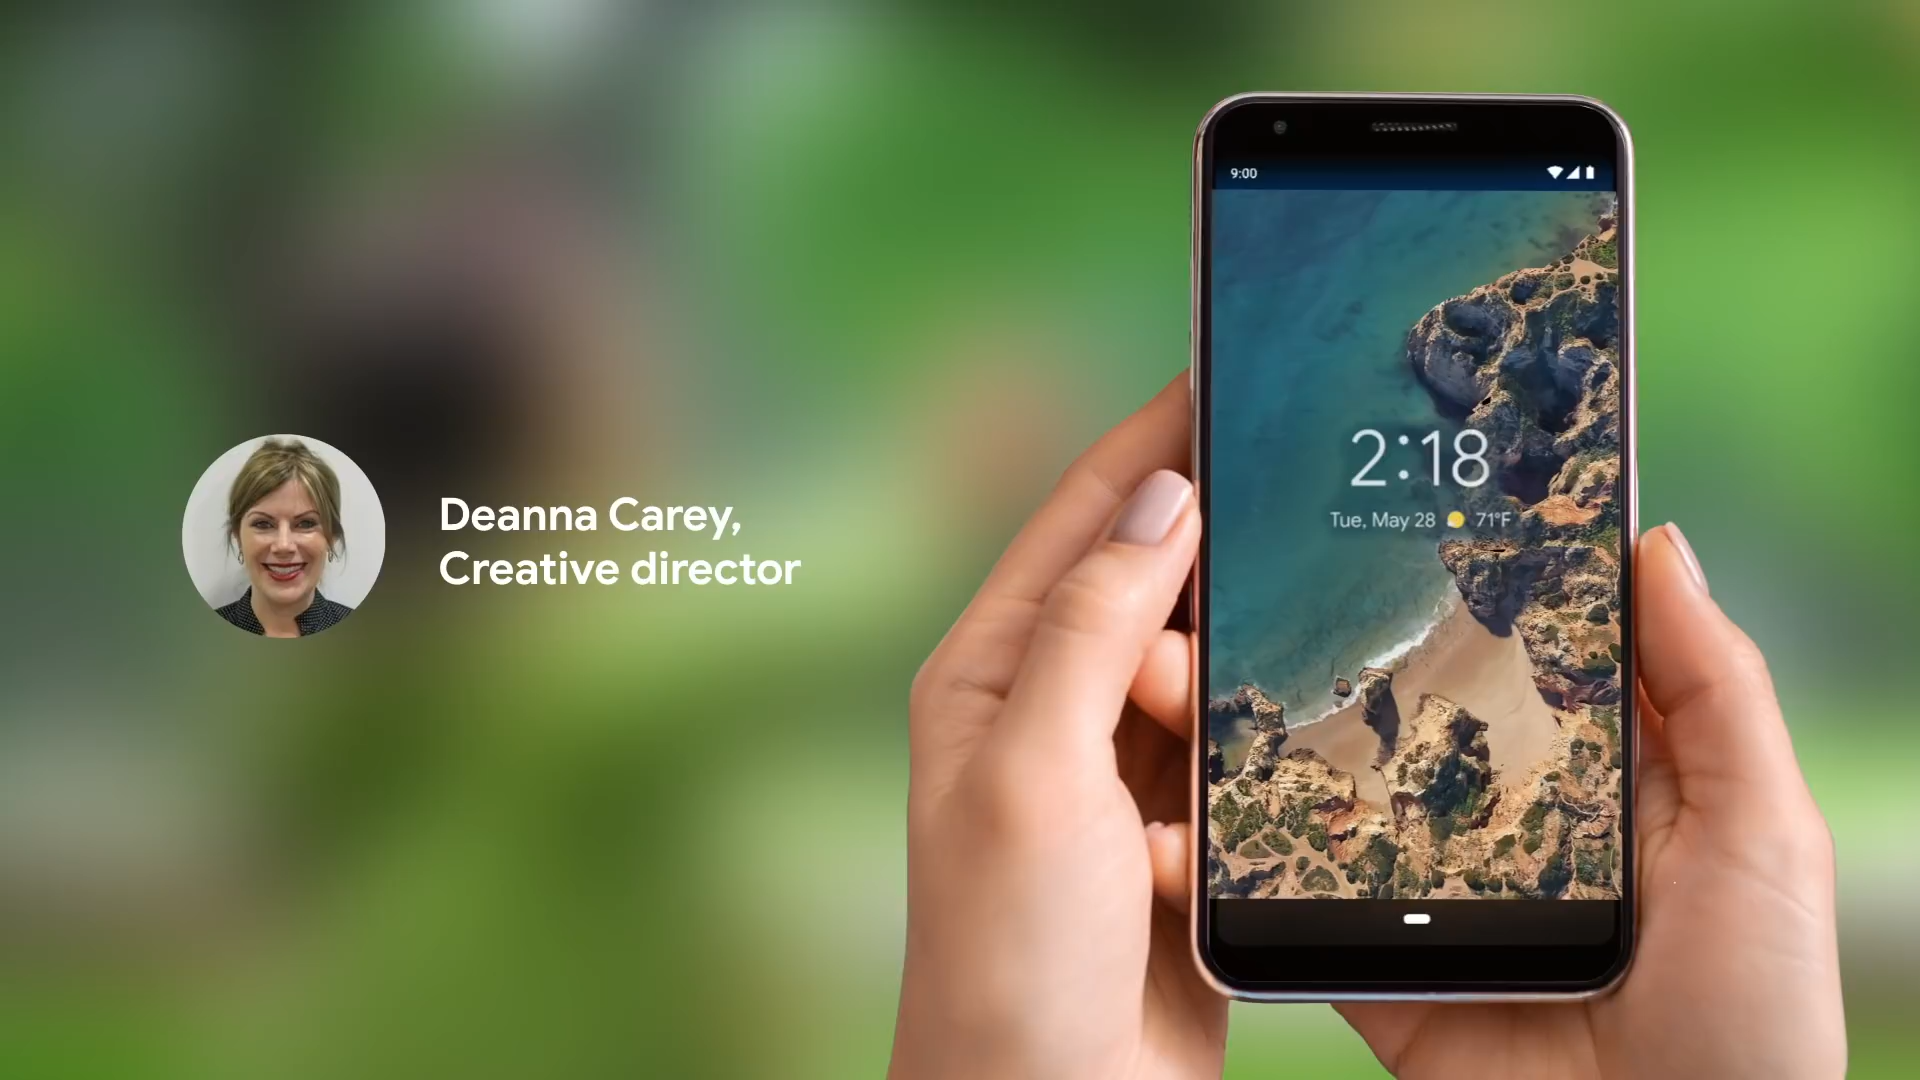 Deanna Carey,
Creative director
9:00
2:18
Tue, May 28 71°F